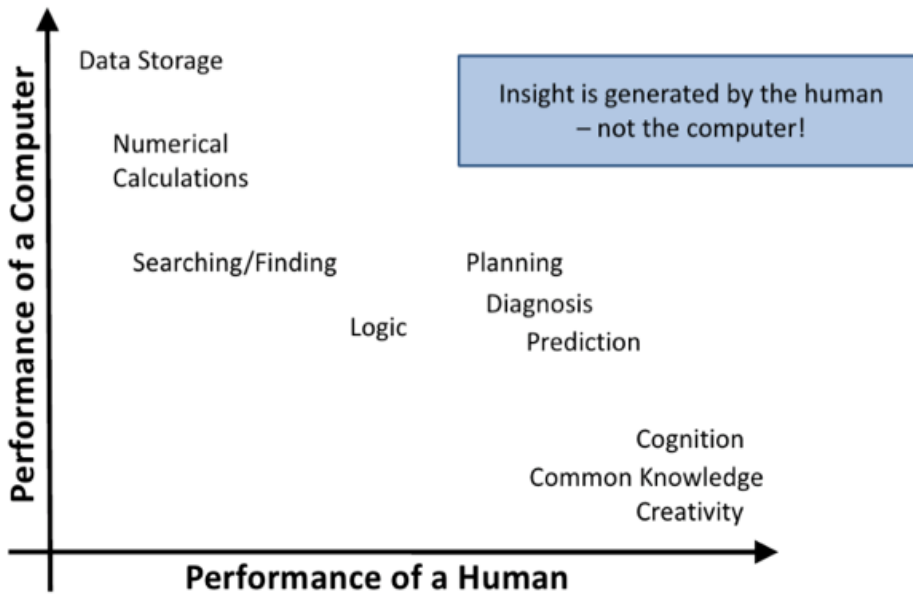 Performance of a Computer
Data Storage
Insight is generated by the human
– not the computer!
Numerical
Calculations
Searching/Finding
Planning
Diagnosis
Logic
Prediction
Cognition
Common Knowledge
Creativity
Performance of a Human